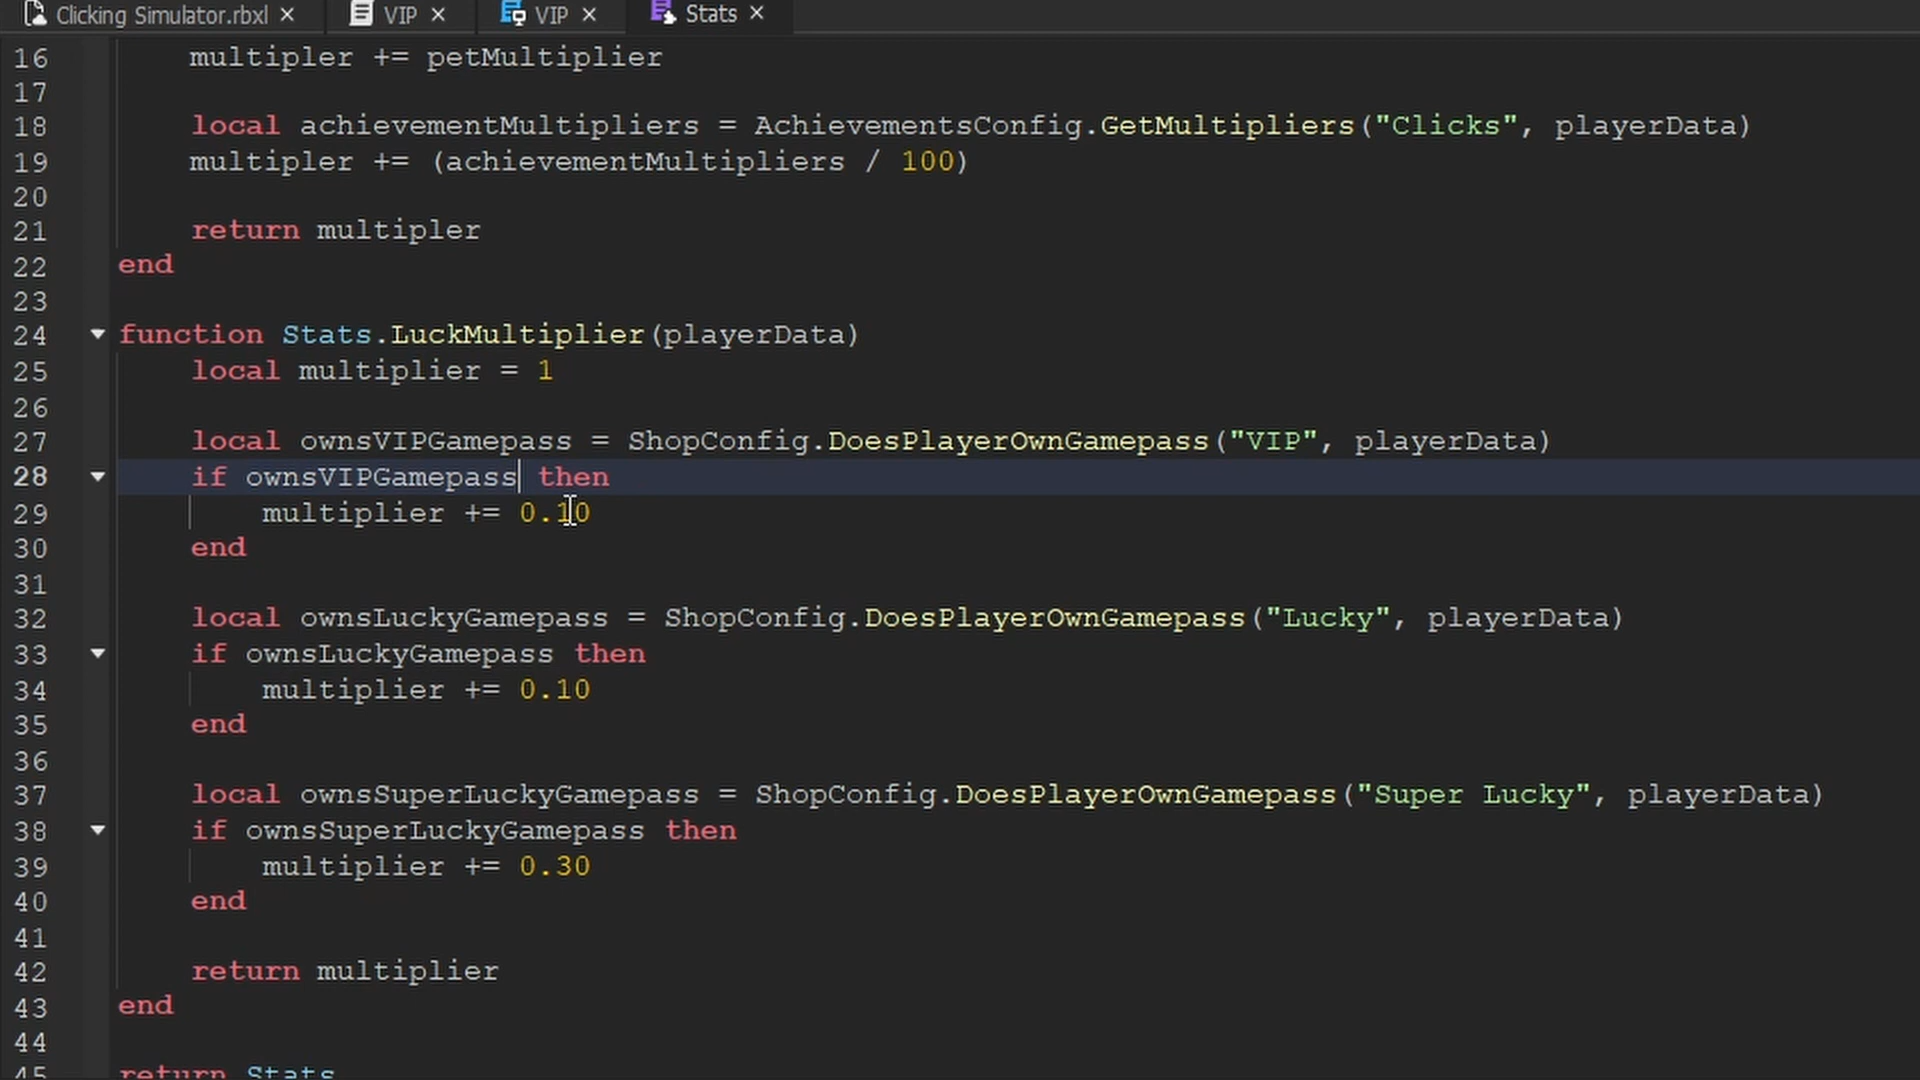 Clicking Simulator.rbxl × VIP × VIP × Stats ×
16 multipler += petMultiplier
17
18 local achievementMultipliers = AchievementsConfig.GetMultipliers("Clicks", playerData)
19 multipler += (achievementMultipliers / 100)
20
21 return multipler
22 end
23
24 function Stats.LuckMultiplier(playerData)
25 local multiplier = 1
26
27 local ownsVIPGamepass = ShopConfig.DoesPlayerOwnGamepass("VIP", playerData)
28 if ownsVIPGamepass then
29 multiplier += 0.10
30 end
31
32 local ownsLuckyGamepass = ShopConfig.DoesPlayerOwnGamepass("Lucky", playerData)
33 if ownsLuckyGamepass then
34 multiplier += 0.10
35 end
36
37 local ownsSuperLuckyGamepass = ShopConfig.DoesPlayerOwnGamepass("Super Lucky", playerData)
38 if ownsSuperLuckyGamepass then
39 multiplier += 0.30
40 end
41
42 return multiplier
43 end
44
45 return Stats